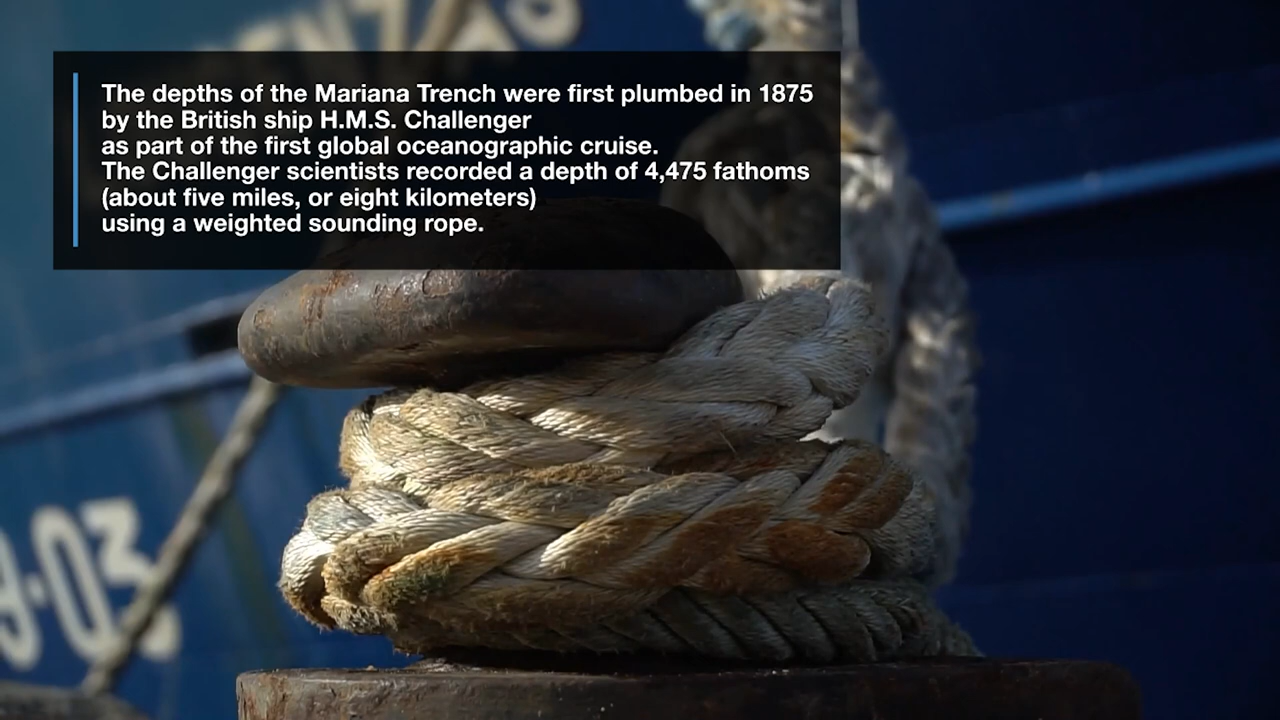 The depths of the Mariana Trench were first plumbed in 1875
by the British ship H.M.S. Challenger
as part of the first global oceanographic cruise.
The Challenger scientists recorded a depth of 4,475 fathoms
(about five miles, or eight kilometers)
using a weighted sounding rope.
9-03